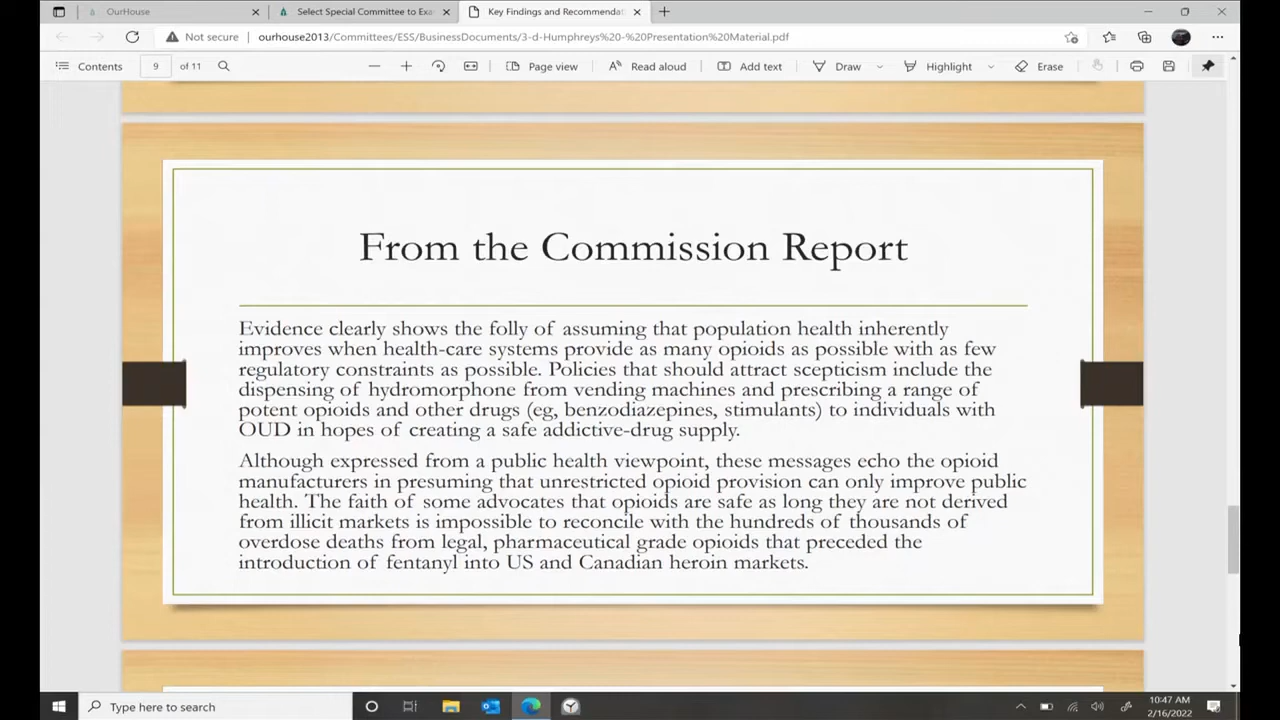 OurHouse
Select Special Committee to Exa
Key Findings and Recommendat
Not secure
ourhouse2013/Committees/ESS/BusinessDocuments/3-d-Humphreys%20-%20Presentation%20Material.pdf
Contents
9
of 11
Page view
Read aloud
Add text
Draw
Highlight
Erase
From the Commission Report
Evidence clearly shows the folly of assuming that population health inherently
improves when health-care systems provide as many opioids as possible with as few
regulatory constraints as possible. Policies that should attract scepticism include the
dispensing of hydromorphone from vending machines and prescribing a range of
potent opioids and other drugs (eg, benzodiazepines, stimulants) to individuals with
OUD in hopes of creating a safe addictive-drug supply.
Although expressed from a public health viewpoint, these messages echo the opioid
manufacturers in presuming that unrestricted opioid provision can only improve public
health. The faith of some advocates that opioids are safe as long they are not derived
from illicit markets is impossible to reconcile with the hundreds of thousands of
overdose deaths from legal, pharmaceutical grade opioids that preceded the
introduction of fentanyl into US and Canadian heroin markets.
Type here to search
10:47 AM
2/16/2022